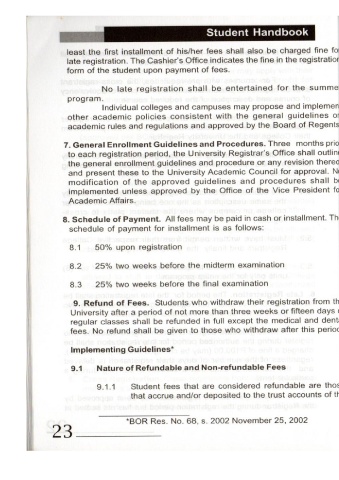 Student Handbook
least the first installment of his/her fees shall also be charged fine fo
late registration. The Cashier's Office indicates the fine in the registration
form of the student upon payment of fees.
No late registration shall be entertained for the summe
program.
Individual colleges and campuses may propose and implemen
other academic policies consistent with the general guidelines o
academic rules and regulations and approved by the Board of Regents
7. General Enrollment Guidelines and Procedures. Three months prio
to each registration period, the University Registrar's Office shall outline
the general enrollment guidelines and procedure or any revision thereo
and present these to the University Academic Council for approval. N
modification of the approved guidelines and procedures shall b
implemented unless approved by the Office of the Vice President fo
Academic Affairs.
8. Schedule of Payment. All fees may be paid in cash or installment. Th
schedule of payment for installment is as follows:
8.1 50% upon registration
8.2 25% two weeks before the midterm examination
8.3 25% two weeks before the final examination
9. Refund of Fees. Students who withdraw their registration from th
University after a period of not more than three weeks or fifteen days
regular classes shall be refunded in full except the medical and dent
fees. No refund shall be given to those who withdraw after this period
Implementing Guidelines*
9.1 Nature of Refundable and Non-refundable Fees
9.1.1 Student fees that are considered refundable are thos
that accrue and/or deposited to the trust accounts of th
*BOR Res. No. 68, s. 2002 November 25, 2002
23